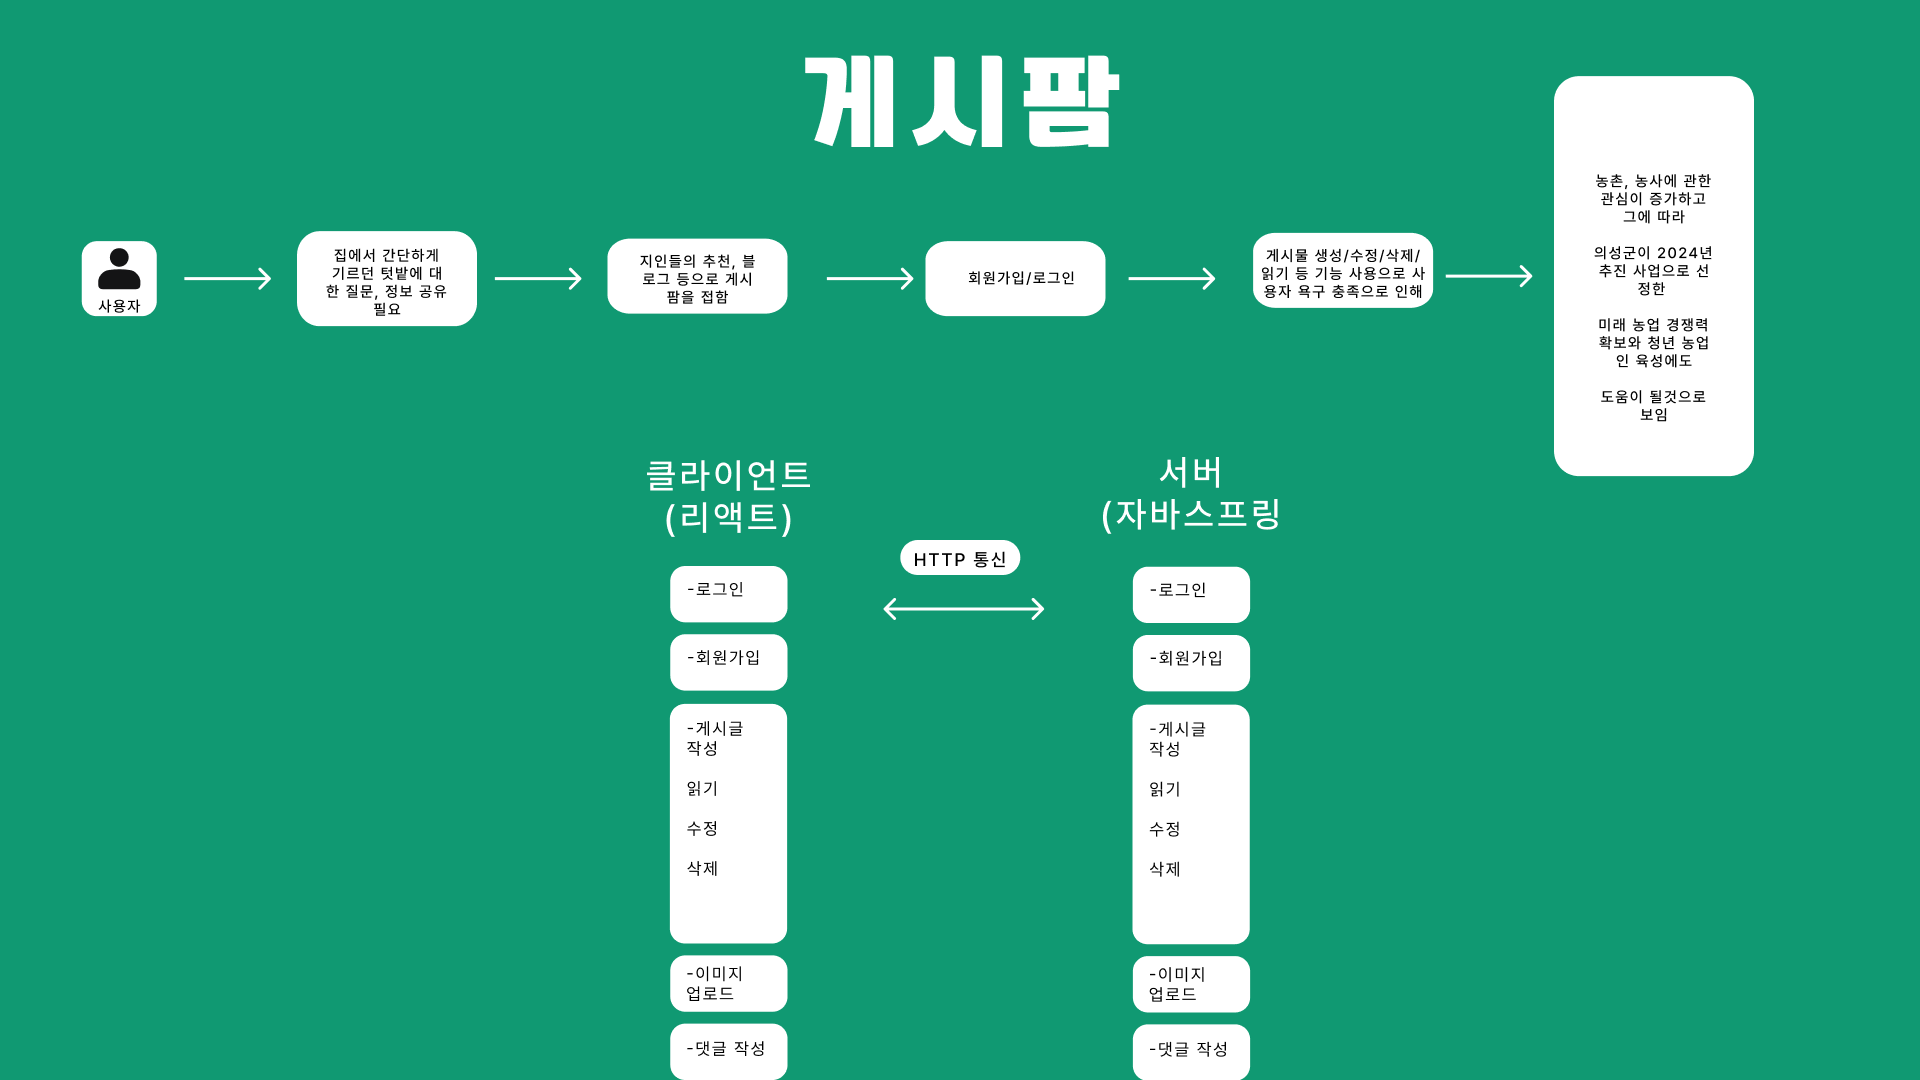 게시팜
사용자
집에서 간단하게
기르던 텃밭에 대
한 질문, 정보 공유
필요
지인들의 추천, 블
로그 등으로 게시
팜을 접함
회원가입/로그인
게시물 생성/수정/삭제/
읽기 등 기능 사용으로 사
용자 욕구 충족으로 인해
농촌, 농사에 관한
관심이 증가하고
그에 따라
의성군이 2024년
추진 사업으로 선
정한
미래 농업 경쟁력
확보와 청년 농업
인 육성에도
도움이 될것으로
보임
클라이언트
(리액트)
-로그인
-회원가입
-게시글
작성
읽기
수정
삭제
-이미지
업로드
-댓글 작성
HTTP 통신
서버
(자바스프링
-로그인
-회원가입
-게시글
작성
읽기
수정
삭제
-이미지
업로드
-댓글 작성